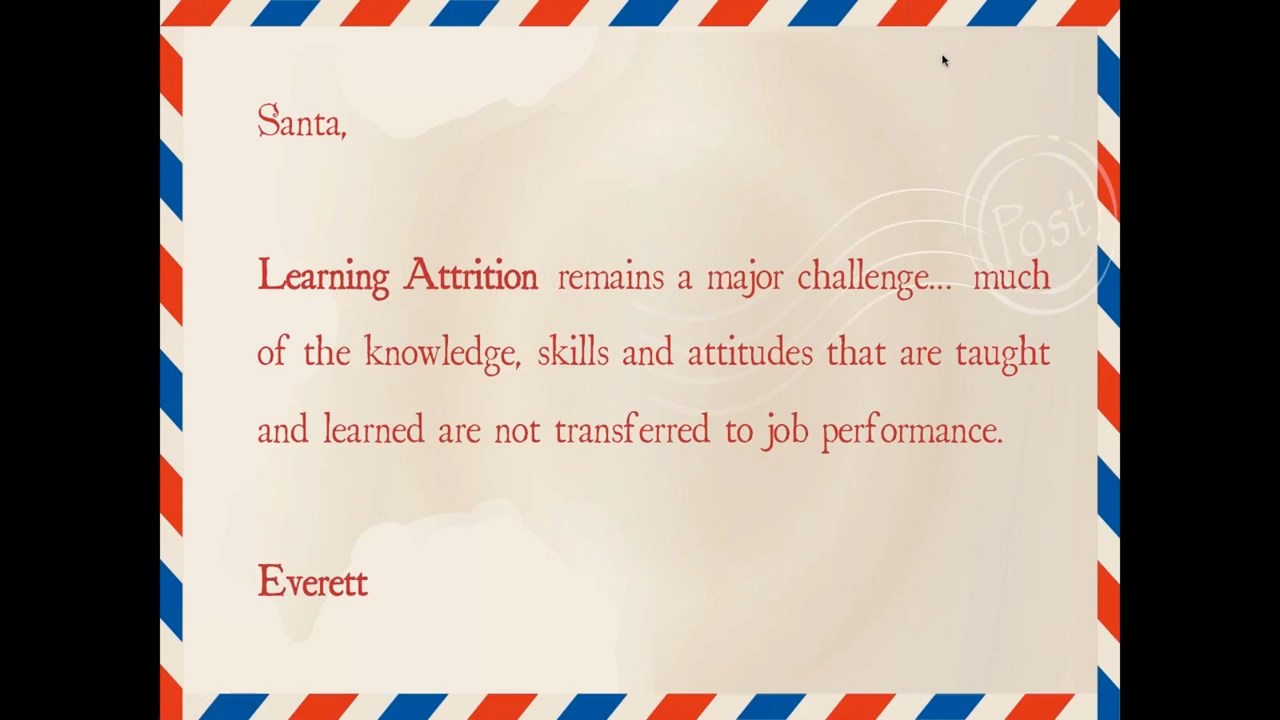 Santa,
Post
Learning Attrition remains a major challenge... much
of the knowledge, skills and attitudes that are taught
and learned are not transferred to job performance.
Everett